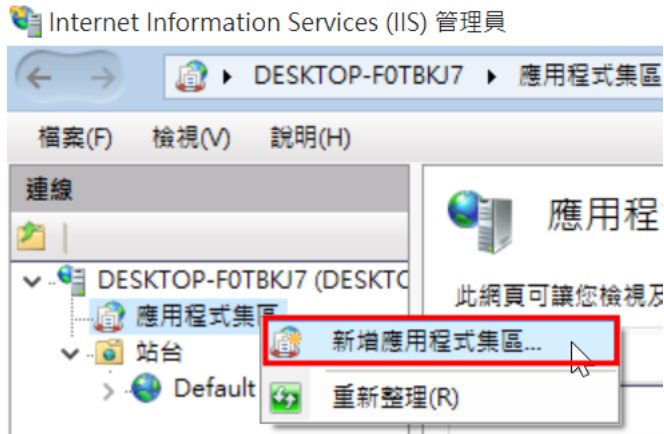 Internet Information Services (IIS) 管理員
DESKTOP-F0TBKJ7 應用程式集區
檔案(F) 檢視(V) 說明(H)
連線
應用程
DESKTOP-F0TBKJ7 (DESKTC
此網頁可讓您檢視及
應用程式集區
新增應用程式集區...
站台
Default
重新整理(R)